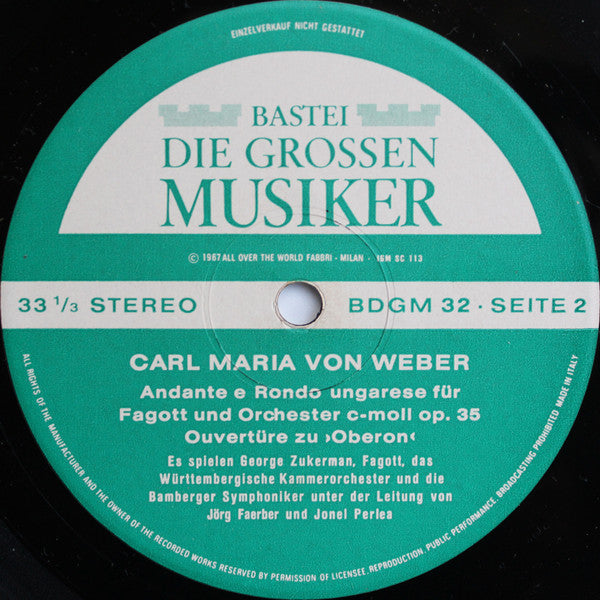 EINZELVERKAUF NICHT GESTATTET
BASTEI
DIE GROSSEN
MUSIKER
© 1967 ALL OVER THE WORLD FABBRI - MILAN - IGM SC 113
33 1/3 STEREO
BDGM 32 · SEITE 2
CARL MARIA VON WEBER
Andante e Rondo ungarese für
Fagott und Orchester c-moll op. 35
Ouvertüre zu ›Oberon‹
Es spielen George Zukerman, Fagott, das
Württembergische Kammerorchester und die
Bamberger Symphoniker unter der Leitung von
Jörg Faerber und Jonel Perlea
ALL RIGHTS OF THE MANUFACTURER AND THE OWNER OF THE RECORDED WORKS RESERVED BY PERMISSION OF LICENSEE. REPRODUCTION. PUBLIC PERFORMANCE. BROADCASTING PROHIBITED MADE IN ITALY